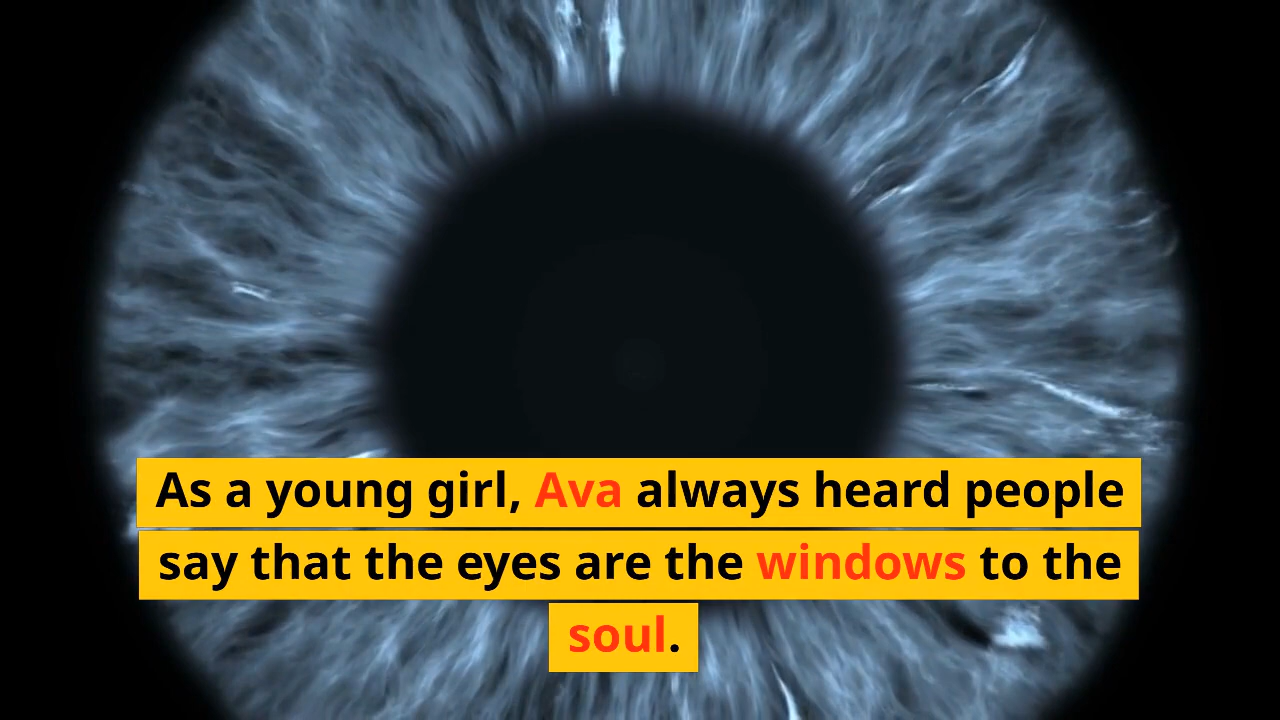 As a young girl, Ava always heard people
say that the eyes are the windows to the
soul.